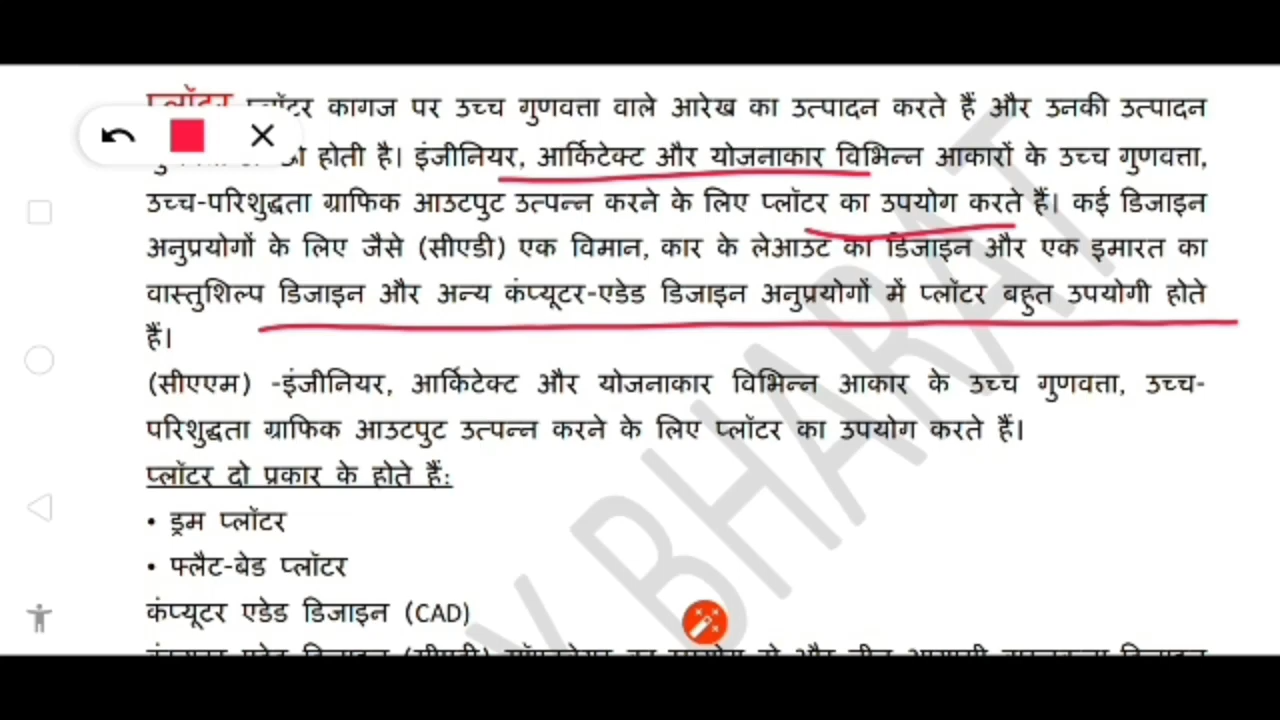 प्लॉटर प्लॉटर कागज पर उच्च गुणवत्ता वाले आरेख का उत्पादन करते हैं और उनकी उत्पादन
होती है। इंजीनियर, आर्किटेक्ट और योजनाकार विभिन्न आकारों के उच्च गुणवत्ता,
उच्च-परिशुद्धता ग्राफिक आउटपुट उत्पन्न करने के लिए प्लॉटर का उपयोग करते हैं। कई डिजाइन
अनुप्रयोगों के लिए जैसे (सीएडी) एक विमान, कार के लेआउट का डिजाइन और एक इमारत का
वास्तुशिल्प डिजाइन और अन्य कंप्यूटर-एडेड डिजाइन अनुप्रयोगों में प्लॉटर बहुत उपयोगी होते
हैं।
(सीएएम) -इंजीनियर, आर्किटेक्ट और योजनाकार विभिन्न आकार के उच्च गुणवत्ता, उच्च-
परिशुद्धता ग्राफिक आउटपुट उत्पन्न करने के लिए प्लॉटर का उपयोग करते हैं।
प्लॉटर दो प्रकार के होते हैं:
• ड्रम प्लॉटर
• फ्लैट-बेड प्लॉटर
कंप्यूटर एडेड डिजाइन (CAD)
Y BHARAT